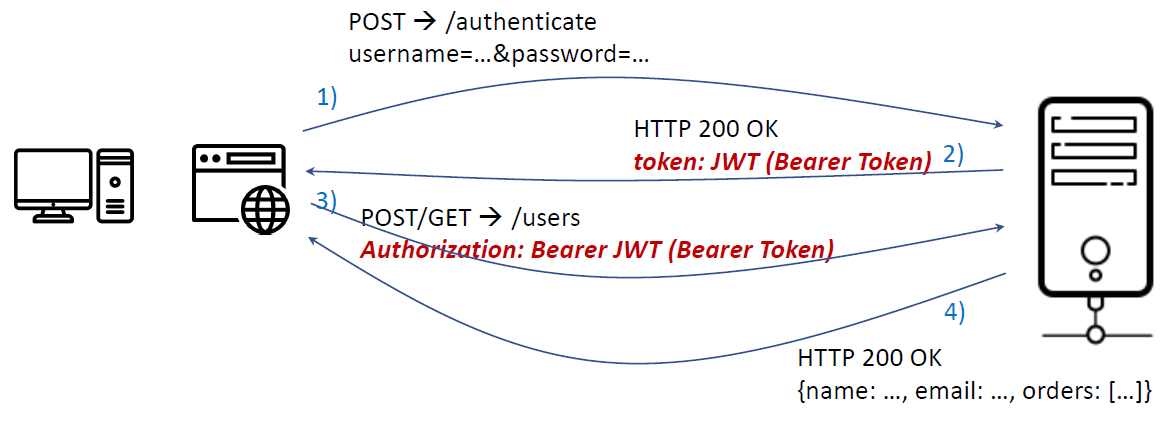 POST → /authenticate
username=…&password=…
1)
HTTP 200 OK
token: JWT (Bearer Token)
2)
3)
POST/GET → /users
Authorization: Bearer JWT (Bearer Token)
4)
HTTP 200 OK
{name: …, email: …, orders: […]}